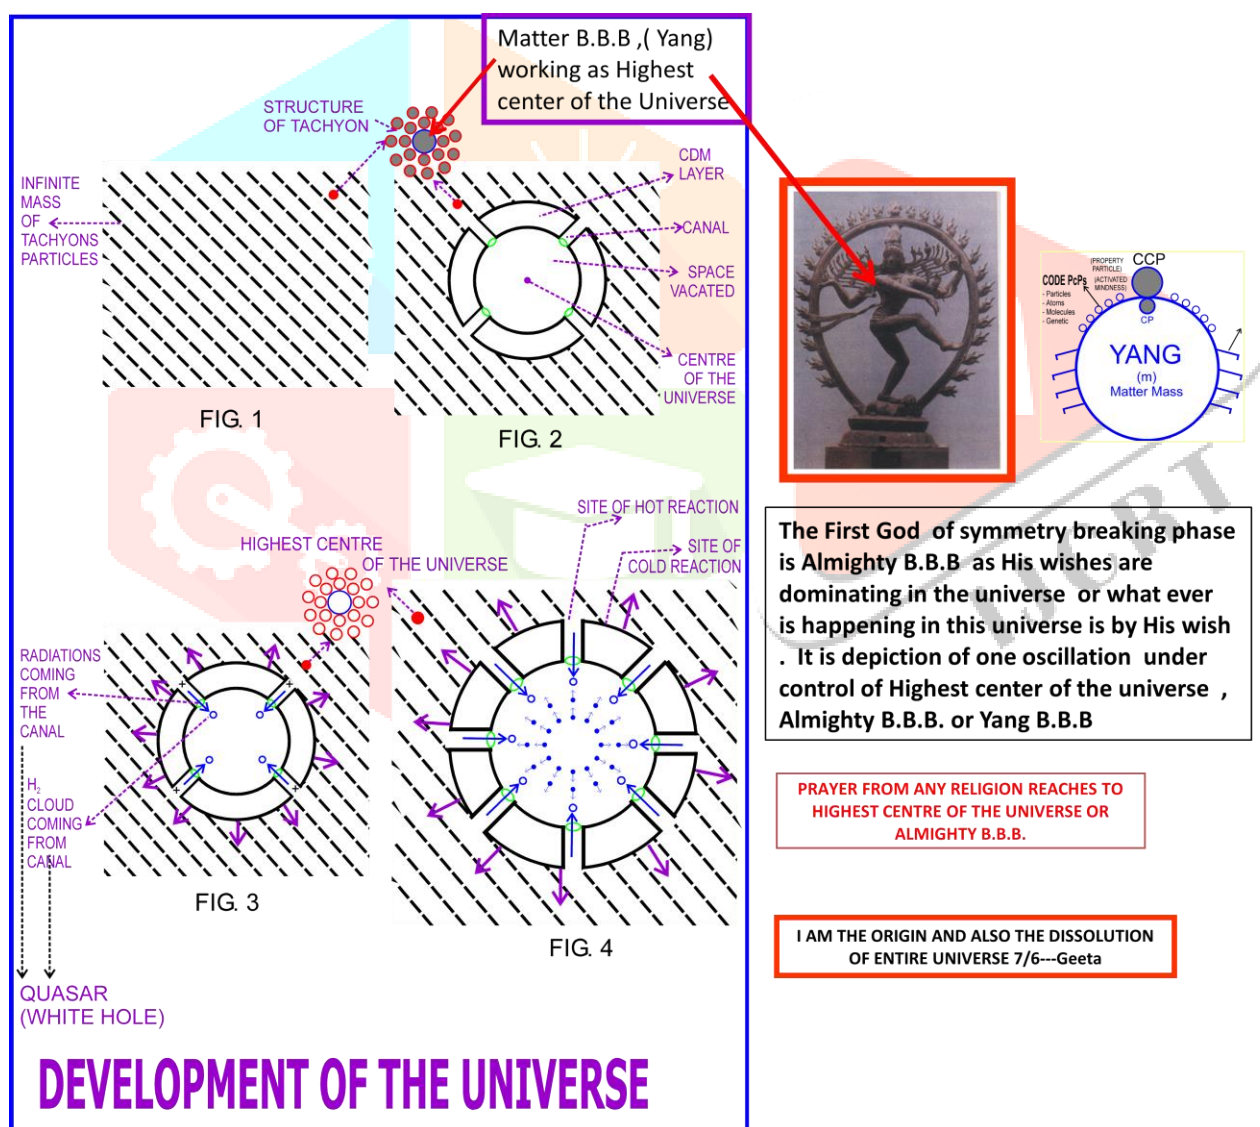 Matter B.B.B ,( Yang)
working as Highest
center of the Universe
STRUCTURE
OF TACHYON
INFINITE
MASS
OF
TACHYONS
PARTICLES
CDM
LAYER
CANAL
SPACE
VACATED
CENTRE
OF THE
UNIVERSE
FIG. 1
FIG. 2
(PROPERTY
PARTICLE)
CCP
CODE PcPs
(ACTIVATED
MINDNESS)
- Particles
- Atoms
- Molecules
- Genetic
CP
YANG
(m)
Matter Mass
SITE OF HOT REACTION
SITE OF
COLD REACTION
HIGHEST CENTRE
OF THE UNIVERSE
RADIATIONS
COMING
FROM
THE
CANAL
H2
CLOUD
COMING
FROM
CANAL
+
+
+
+
FIG. 3
FIG. 4
QUASAR
(WHITE HOLE)
DEVELOPMENT OF THE UNIVERSE
The First God of symmetry breaking phase
is Almighty B.B.B as His wishes are
dominating in the universe or what ever
is happening in this universe is by His wish
. It is depiction of one oscillation under
control of Highest center of the universe ,
Almighty B.B.B. or Yang B.B.B
IJCRT
PRAYER FROM ANY RELIGION REACHES TO
HIGHEST CENTRE OF THE UNIVERSE OR
ALMIGHTY B.B.B.
I AM THE ORIGIN AND ALSO THE DISSOLUTION
OF ENTIRE UNIVERSE 7/6---Geeta